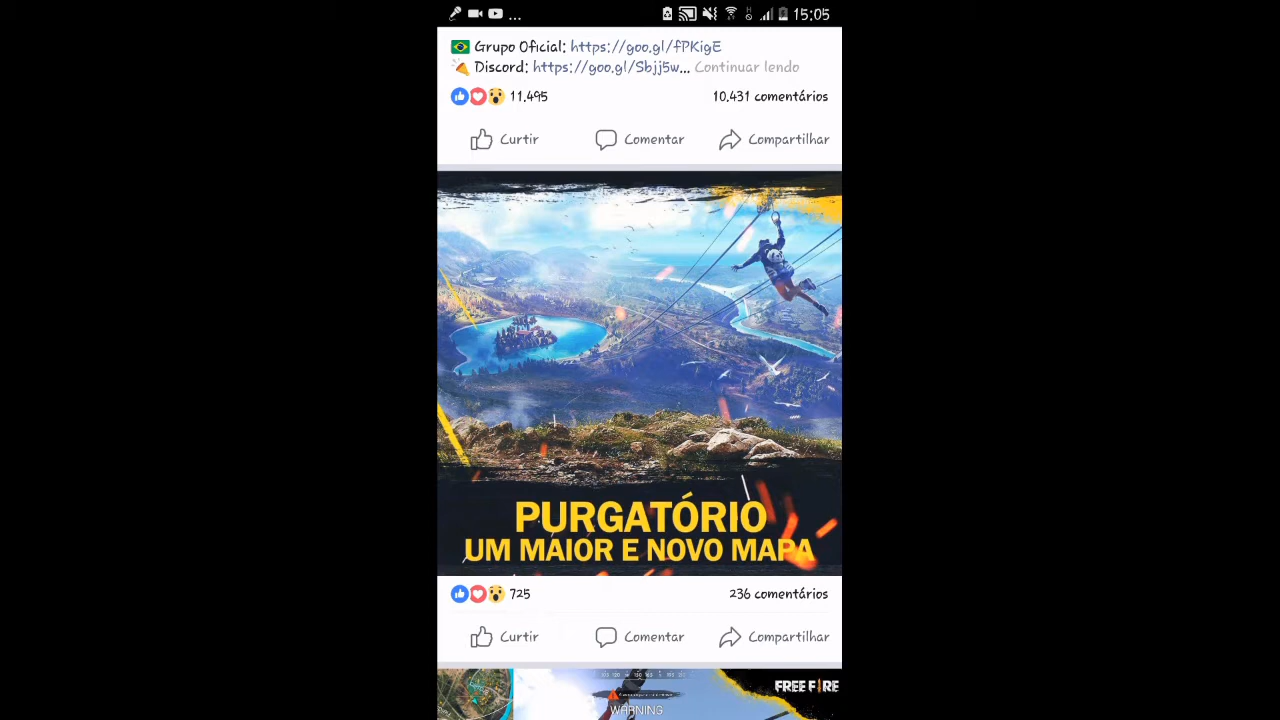 ... 15:05
Grupo Oficial: https://goo.gl/fPKigE
Discord: https://goo.gl/Sbjj5w... Continuar lendo
11.495 10.431 comentários
Curtir Comentar Compartilhar
PURGATÓRIO
UM MAIOR E NOVO MAPA
725 236 comentários
Curtir Comentar Compartilhar
FREE FIRE
WARNING